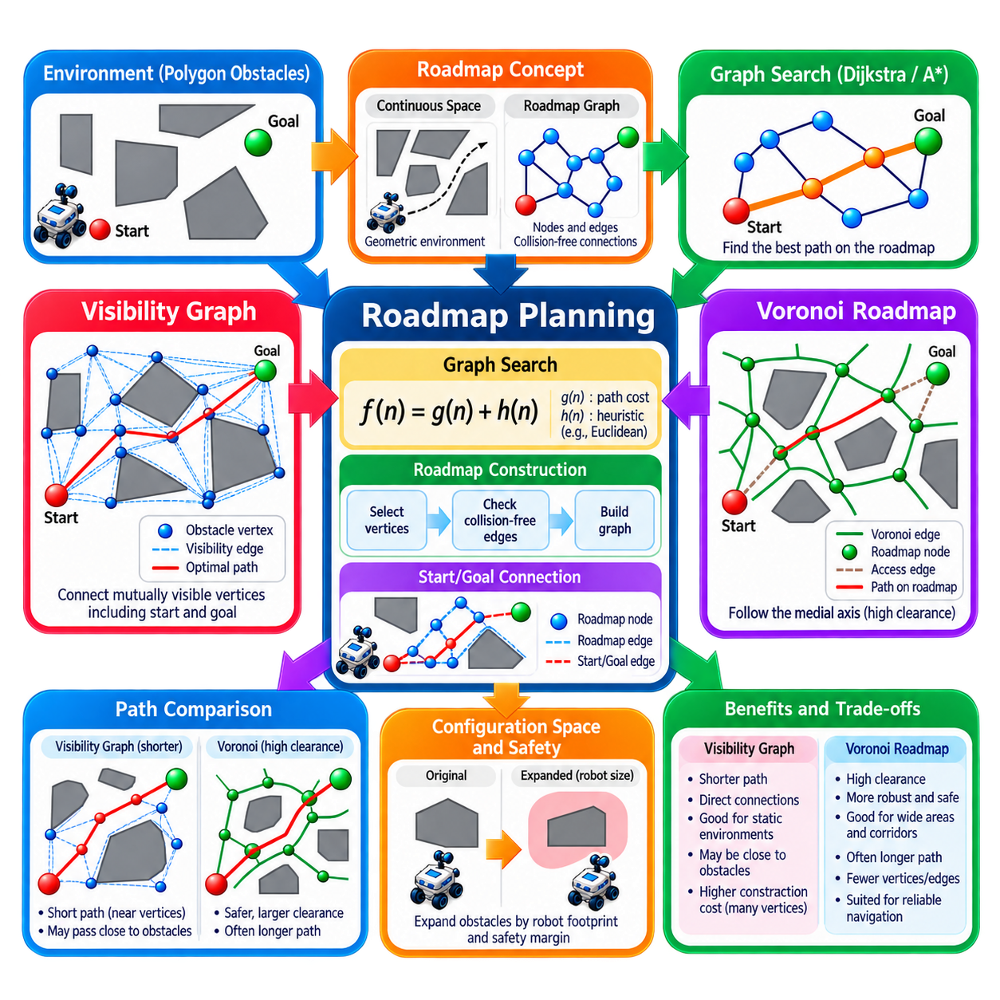 Environment (Polygon Obstacles)
Goal
Start
Roadmap Concept
Continuous Space
Roadmap Graph
Geometric environment
Nodes and edges
Collision-free connections
Graph Search (Dijkstra / A*)
Goal
Start
Find the best path on the roadmap
Visibility Graph
Goal
Start
Obstacle vertex
Visibility edge
Optimal path
Connect mutually visible vertices
including start and goal
Roadmap Planning
Graph Search
f(n) = g(n) + h(n)
g(n) : path cost
h(n) : heuristic
(e.g., Euclidean)
Roadmap Construction
Select
vertices
Check
collision-free
edges
Build
graph
Start/Goal Connection
Roadmap node
Roadmap edge
Start/Goal edge
Voronoi Roadmap
Goal
Start
Voronoi edge
Roadmap node
Access edge
Path on roadmap
Follow the medial axis (high clearance)
Path Comparison
Visibility Graph (shorter)
Voronoi (high clearance)
• Short path (near vertices)
• May pass close to obstacles
• Safer, larger clearance
• Often longer path
Configuration Space
and Safety
Original
Expanded (robot size)
Expand obstacles by robot footprint
and safety margin
Benefits and Trade-offs
Visibility Graph
• Shorter path
• Direct connections
• Good for static
environments
• May be close to
obstacles
• Higher constraction
cost (many vertices)
Voronoi Roadmap
• High clearance
• More robust and safe
• Good for wide areas
and corridors
• Often longer path
• Fewer vertices/edges
• Suited for reliable
navigation